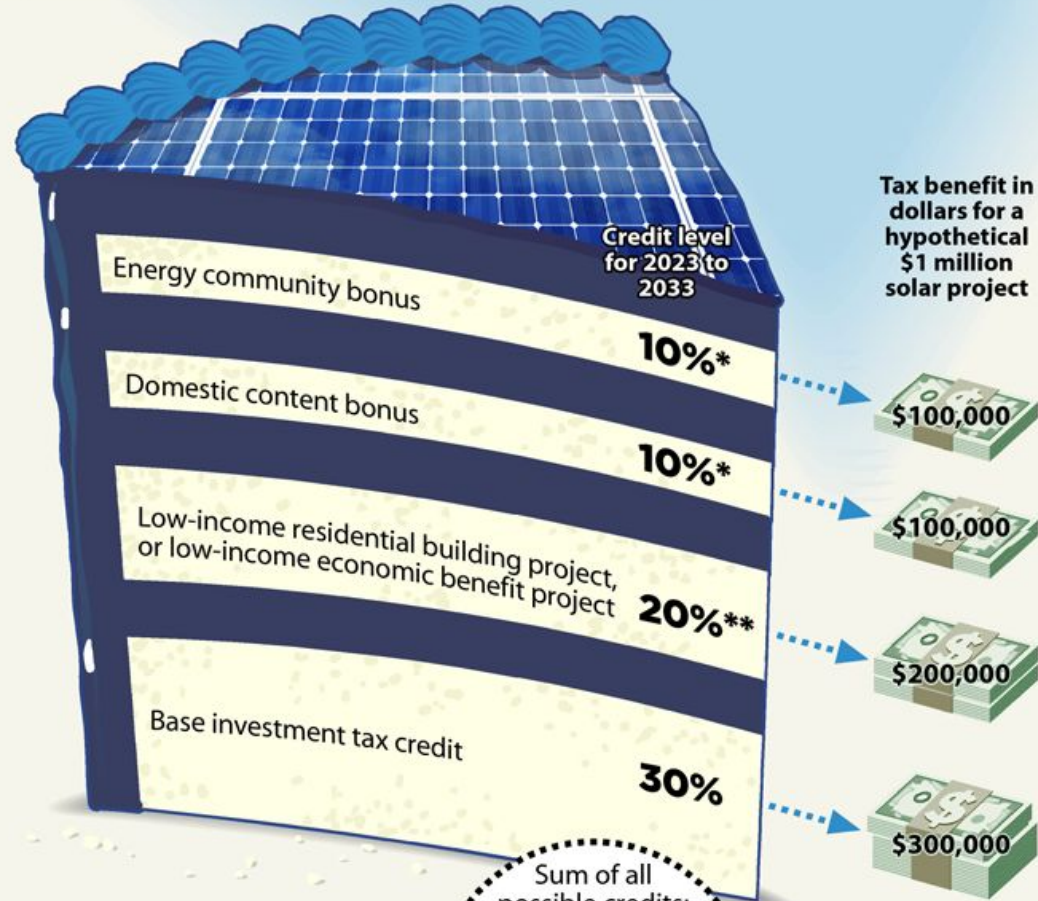 Tax benefit in
dollars for a
hypothetical
$1 million
solar project
Credit level
for 2023 to
2033
Energy community bonus
10%*
$100,000
Domestic content bonus
10%*
$100,000
Low-income residential building project,
or low-income economic benefit project
20%**
$200,000
Base investment tax credit
30%
$300,000
Sum of all
possible credits: